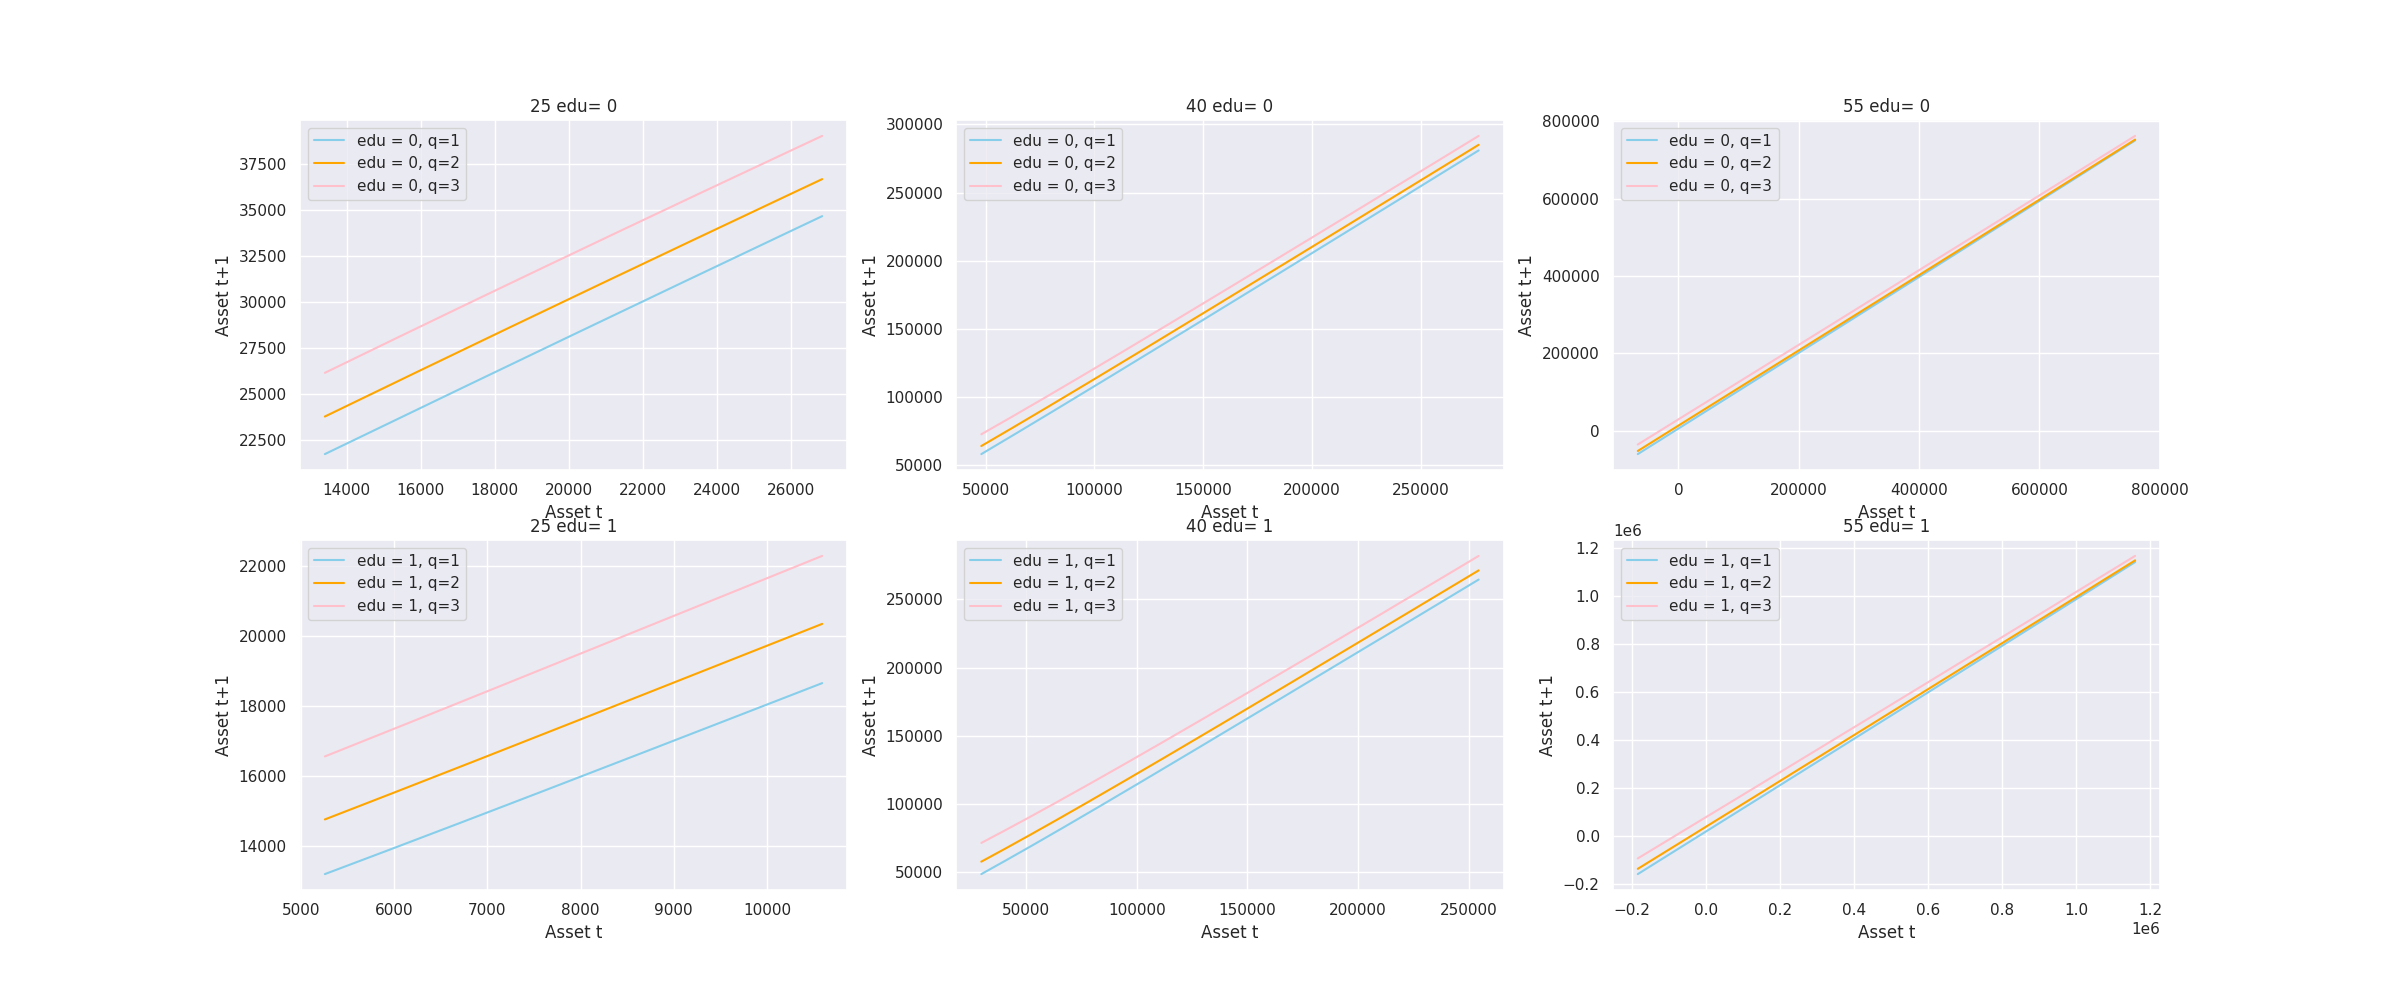 25 edu= 0
edu = 0, q=1
edu = 0, q=2
edu = 0, q=3
37500
35000
32500
30000
27500
25000
22500
Asset t+1
14000 16000 18000 20000 22000 24000 26000
Asset t
40 edu= 0
edu = 0, q=1
edu = 0, q=2
edu = 0, q=3
300000
250000
200000
150000
100000
50000
Asset t+1
50000 100000 150000 200000 250000
Asset t
55 edu= 0
edu = 0, q=1
edu = 0, q=2
edu = 0, q=3
800000
600000
400000
200000
0
Asset t+1
0 200000 400000 600000 800000
Asset t
25 edu= 1
edu = 1, q=1
edu = 1, q=2
edu = 1, q=3
22000
20000
18000
16000
14000
Asset t+1
5000 6000 7000 8000 9000 10000
Asset t
40 edu= 1
edu = 1, q=1
edu = 1, q=2
edu = 1, q=3
250000
200000
150000
100000
50000
Asset t+1
50000 100000 150000 200000 250000
Asset t
55 edu= 1
1e6
edu = 1, q=1
edu = 1, q=2
edu = 1, q=3
1.2
1.0
0.8
0.6
0.4
0.2
0.0
−0.2
Asset t+1
−0.2 0.0 0.2 0.4 0.6 0.8 1.0 1.2
1e6
Asset t